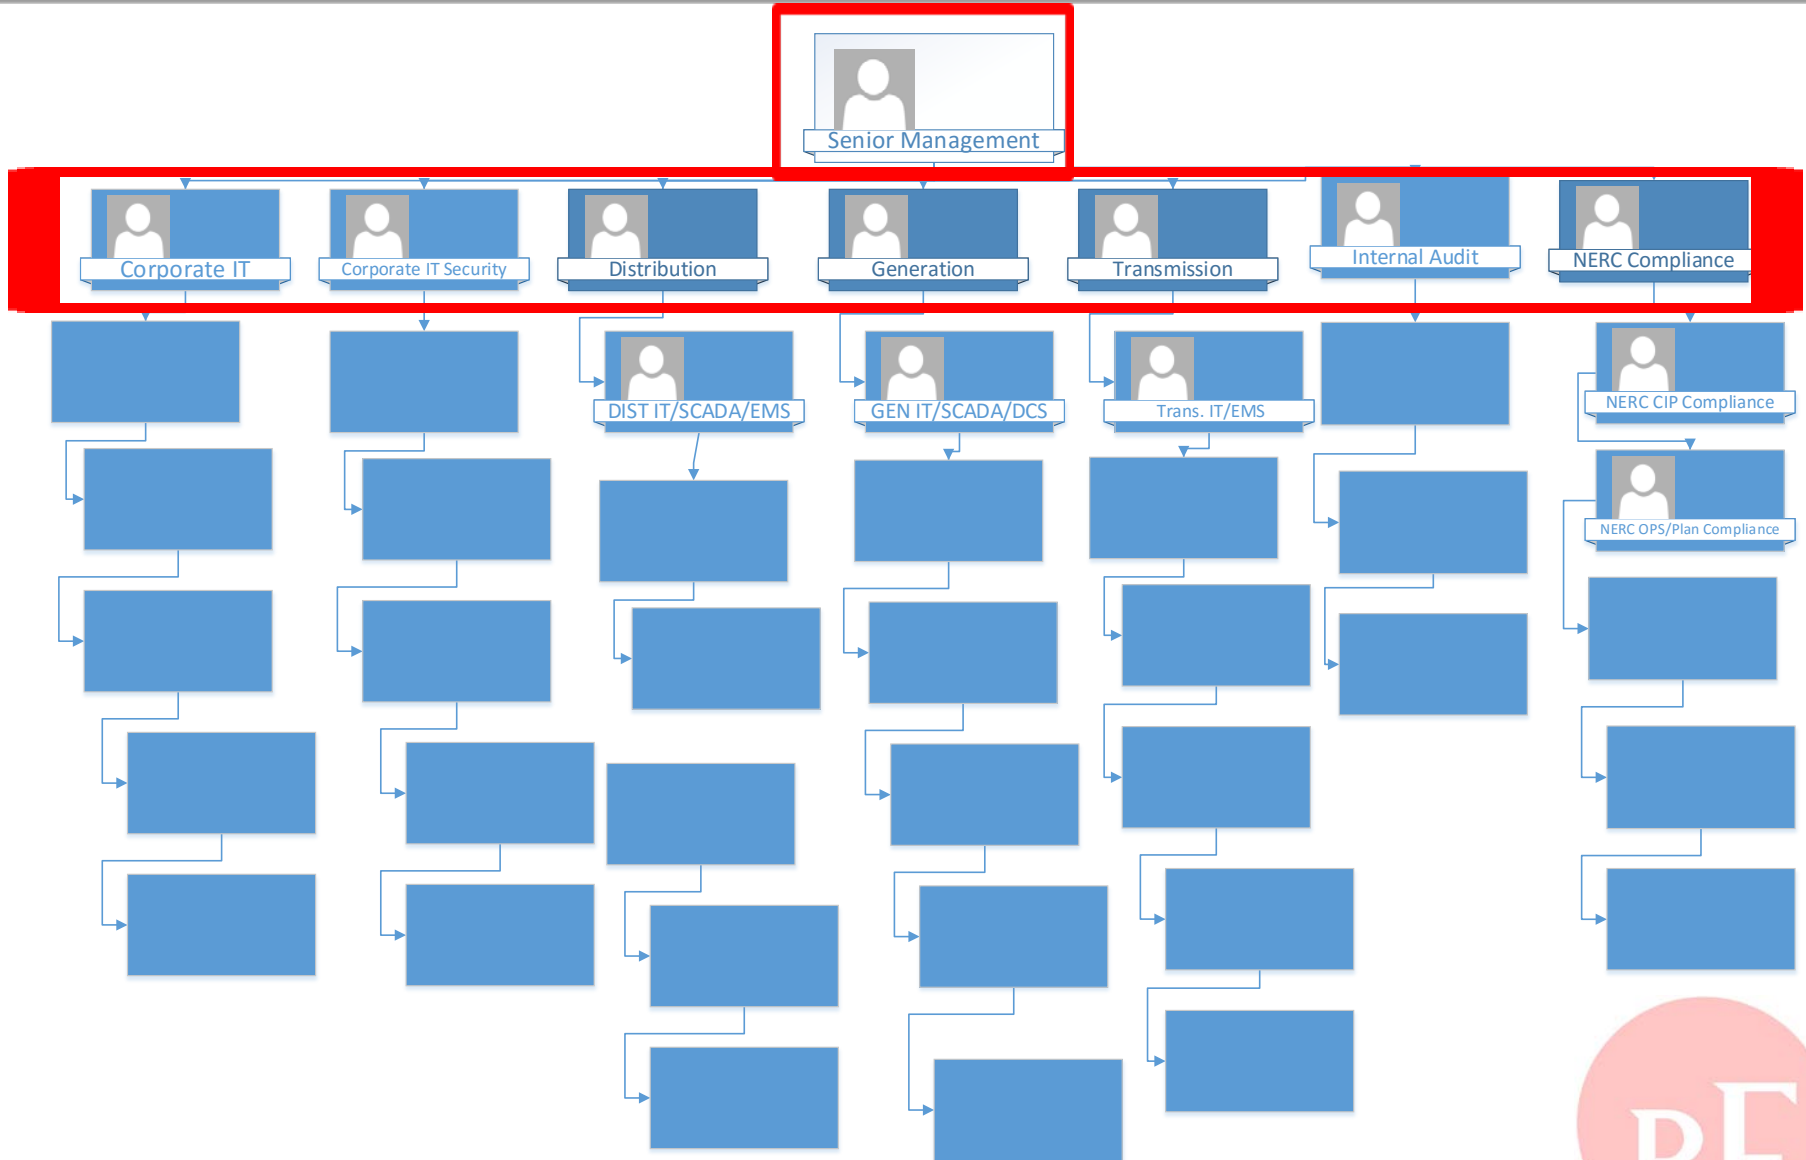 Senior Management
Corporate IT
Corporate IT Security
Distribution
Generation
Transmission
Internal Audit
NERC Compliance
DIST IT/SCADA/EMS
GEN IT/SCADA/DCS
Trans. IT/EMS
NERC CIP Compliance
NERC OPS/Plan Compliance
RF